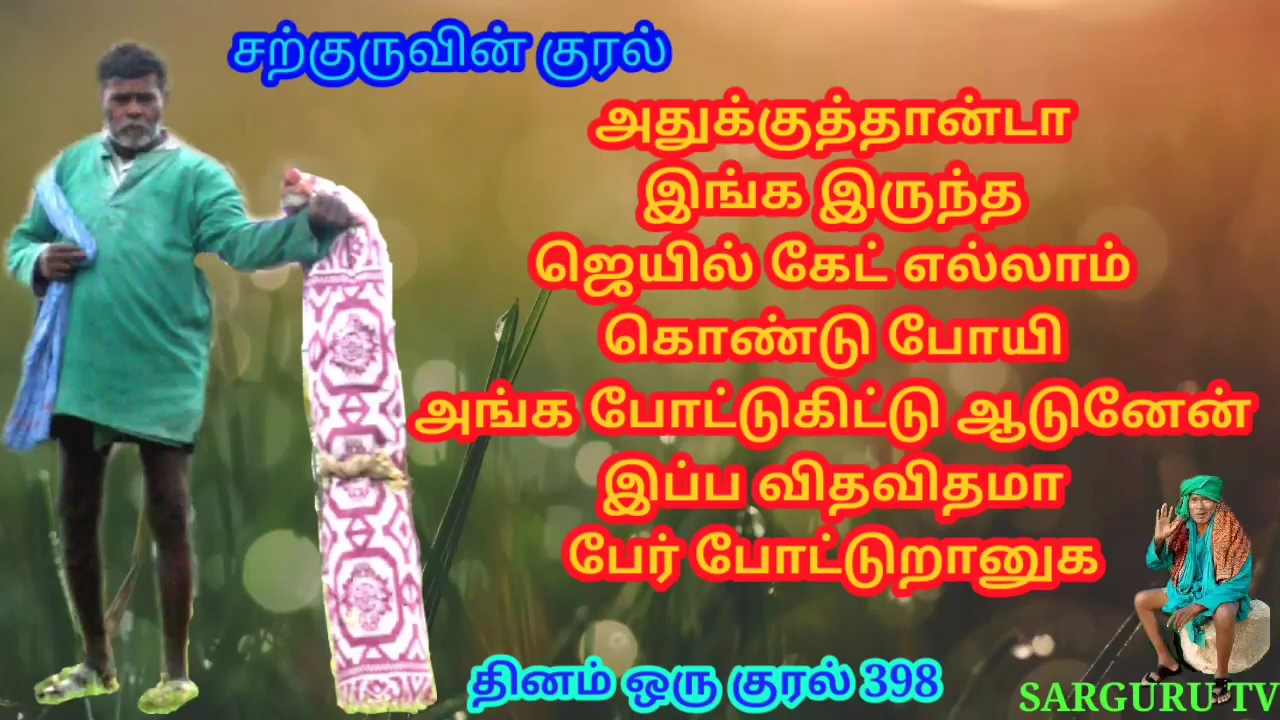 சற்குருவின் குரல்
அதுக்குத்தான்டா
இங்க இருந்த
ஜெயில் கேட் எல்லாம்
கொண்டு போயி
அங்க போட்டுகிட்டு ஆடுனேன்
இப்ப விதவிதமா
பேர் போட்டுறானுக
தினம் ஒரு குரல் 398
SARGURU TV